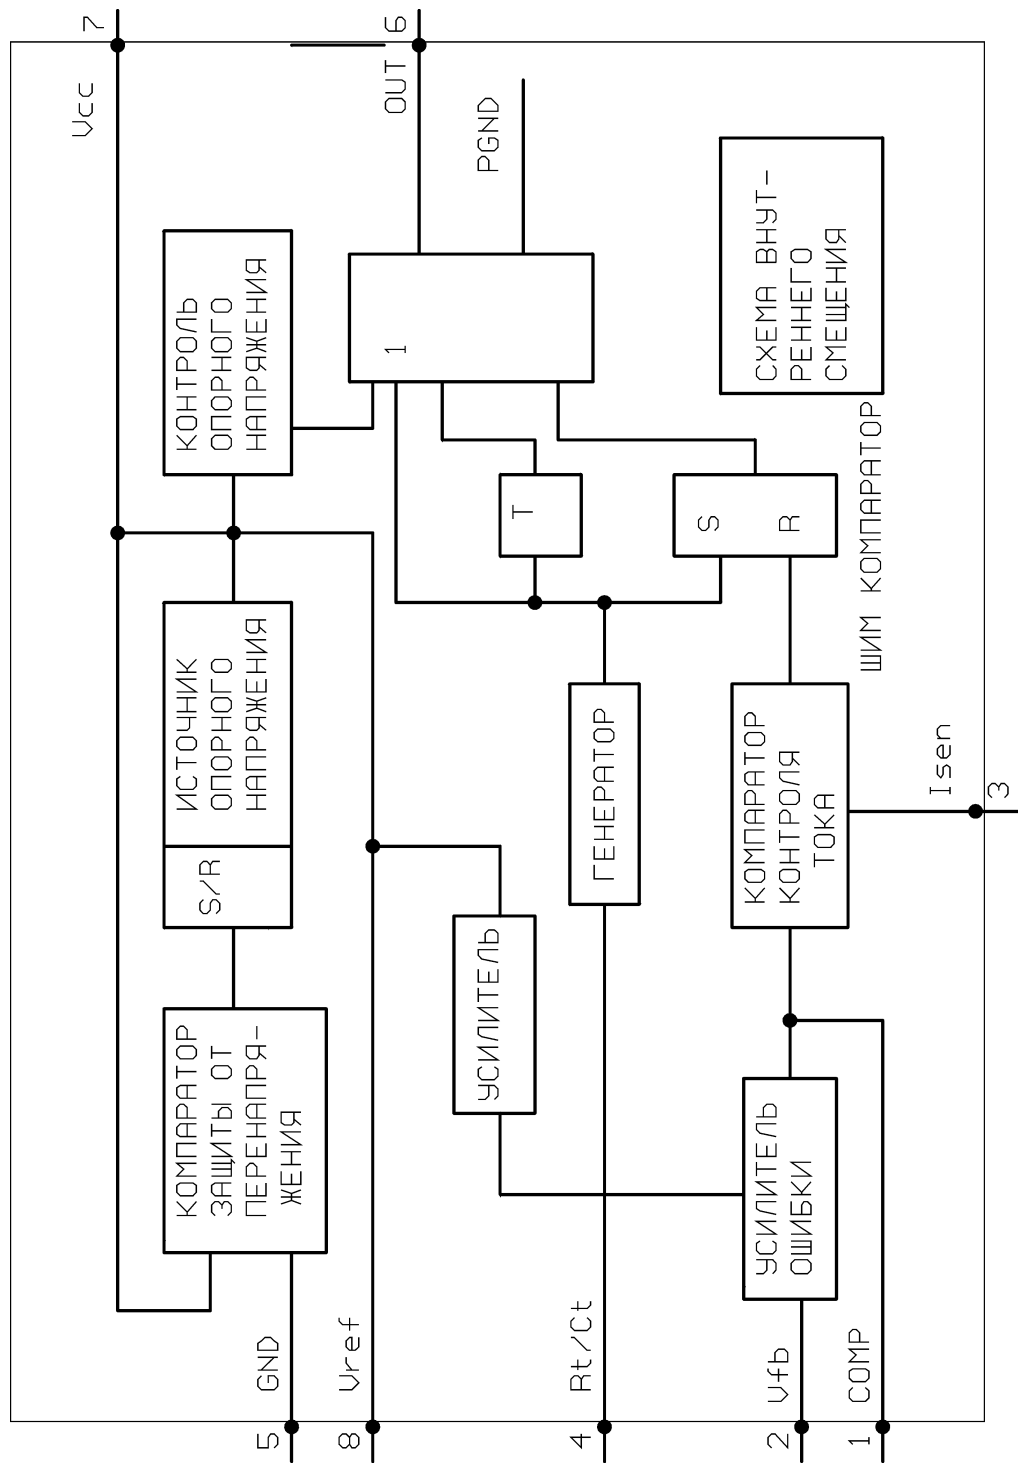 7
Vcc
6
OUT
PGND
КОНТРОЛЬ
ОПОРНОГО
НАПРЯЖЕНИЯ
1
СХЕМА ВНУТ-
РЕННЕГО
СМЕЩЕНИЯ
T
S
R
ШИМ КОМПАРАТОР
ИСТОЧНИК
ОПОРНОГО
НАПРЯЖЕНИЯ
S/R
ГЕНЕРАТОР
КОМПАРАТОР
КОНТРОЛЯ
ТОКА
Isen
3
КОМПАРАТОР
ЗАЩИТЫ ОТ
ПЕРЕНАПРЯ-
ЖЕНИЯ
УСИЛИТЕЛЬ
УСИЛИТЕЛЬ
ОШИБКИ
GND
5
Vref
8
Rt/Ct
4
Vfb
2
COMP
1